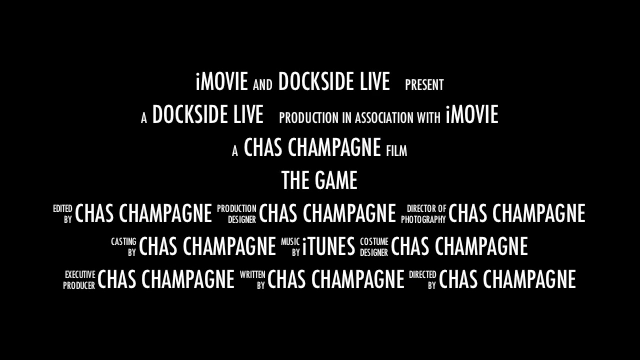 iMOVIE AND DOCKSIDE LIVE PRESENT
A DOCKSIDE LIVE PRODUCTION IN ASSOCIATION WITH iMOVIE
A CHAS CHAMPAGNE FILM
THE GAME
EDITED BY CHAS CHAMPAGNE PRODUCTION DESIGNER CHAS CHAMPAGNE DIRECTOR OF PHOTOGRAPHY CHAS CHAMPAGNE
CASTING BY CHAS CHAMPAGNE MUSIC BY iTUNES COSTUME DESIGNER CHAS CHAMPAGNE
EXECUTIVE PRODUCER CHAS CHAMPAGNE WRITTEN BY CHAS CHAMPAGNE DIRECTED BY CHAS CHAMPAGNE